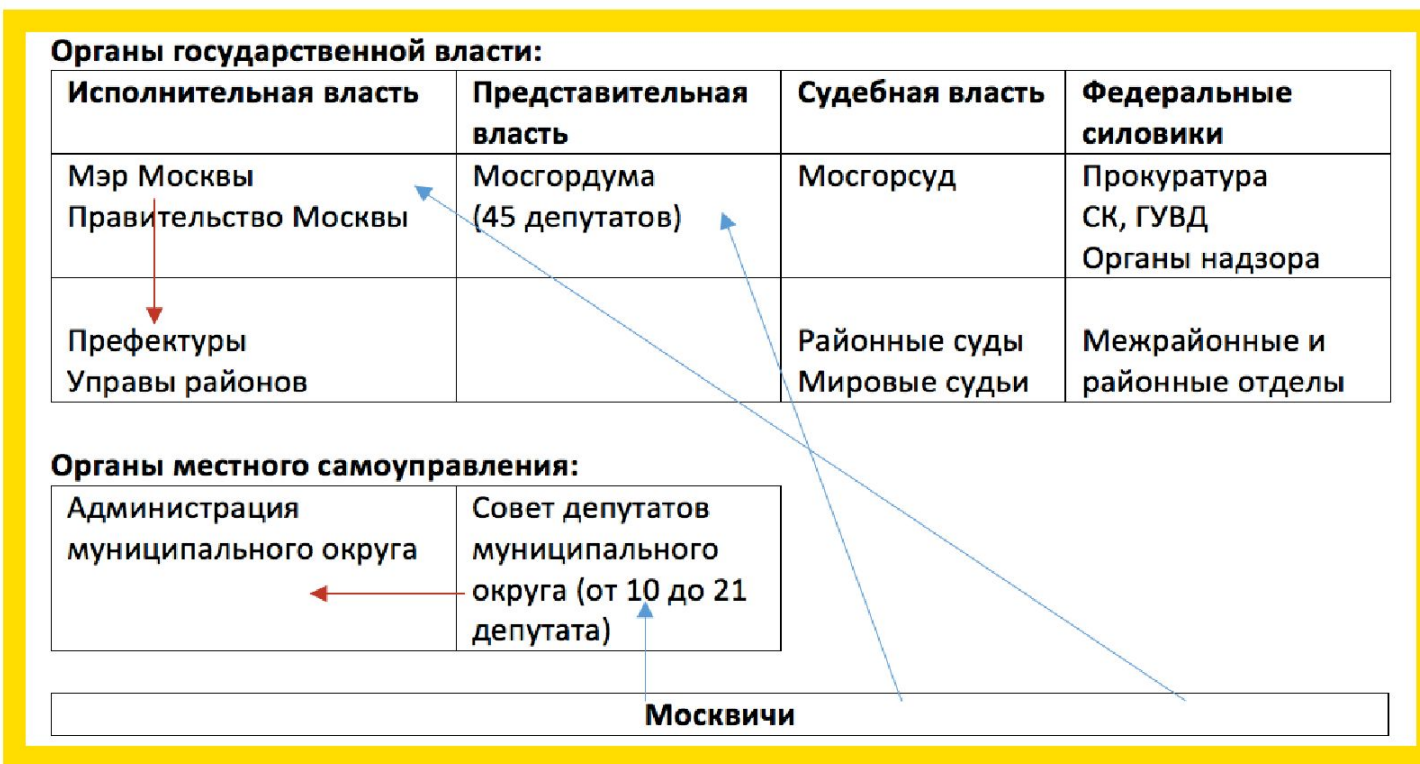 Органы государственной власти:
Исполнительная власть
Представительная
власть
Судебная власть
Федеральные
силовики
Мэр Москвы
Правительство Москвы
Мосгордума
(45 депутатов)
Мосгорсуд
Прокуратура
СК, ГУВД
Органы надзора
Префектуры
Управы районов
Районные суды
Мировые судьи
Межрайонные и
районные отделы
Органы местного самоуправления:
Администрация
муниципального округа
Совет депутатов
муниципального
округа (от 10 до 21
депутата)
Москвичи